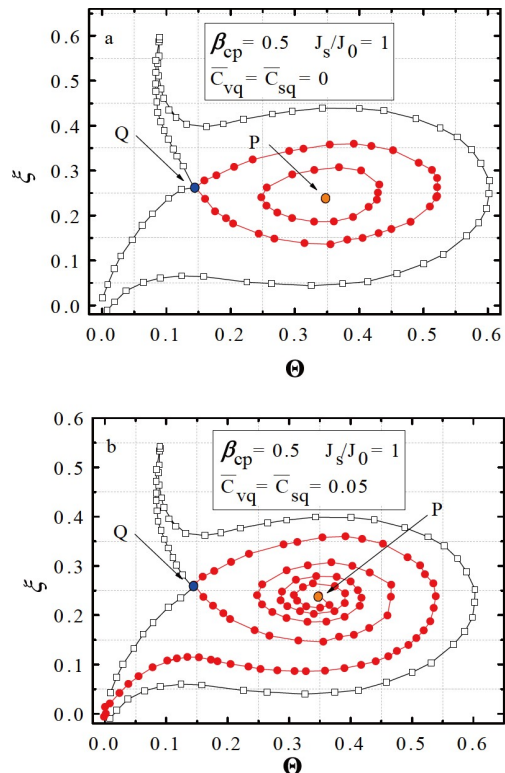 0.6
a
β_cp = 0.5 J_s/J_0 = 1
C̅_vq = C̅_sq = 0
0.5
0.4
Q
P
ξ
0.3
0.2
0.1
0.0
0.0 0.1 0.2 0.3 0.4 0.5 0.6
Θ
0.6
b
β_cp = 0.5 J_s/J_0 = 1
C̅_vq = C̅_sq = 0.05
0.5
P
0.4
Q
ξ
0.3
0.2
0.1
0.0
0.0 0.1 0.2 0.3 0.4 0.5 0.6
Θ